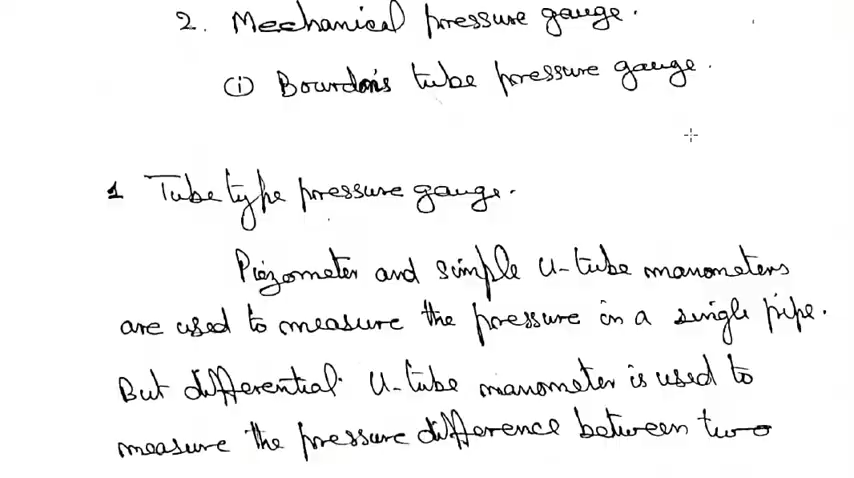 2. Mechanical pressure gauge.
(i) Bourdon's tube pressure gauge.
1 Tube type pressure gauge.
Piezometer and simple U-tube manometers
are used to measure the pressure in a single pipe.
But differential U-tube manometer is used to
measure the pressure difference between two